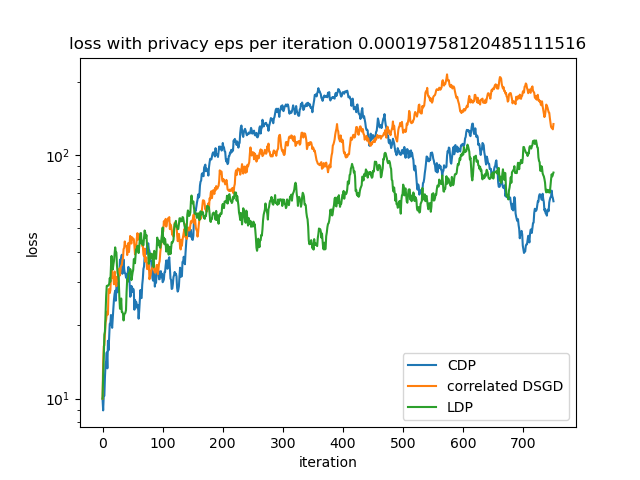 loss with privacy eps per iteration 0.00019758120485111516
loss
10²
10¹
0 100 200 300 400 500 600 700
iteration
CDP
correlated DSGD
LDP